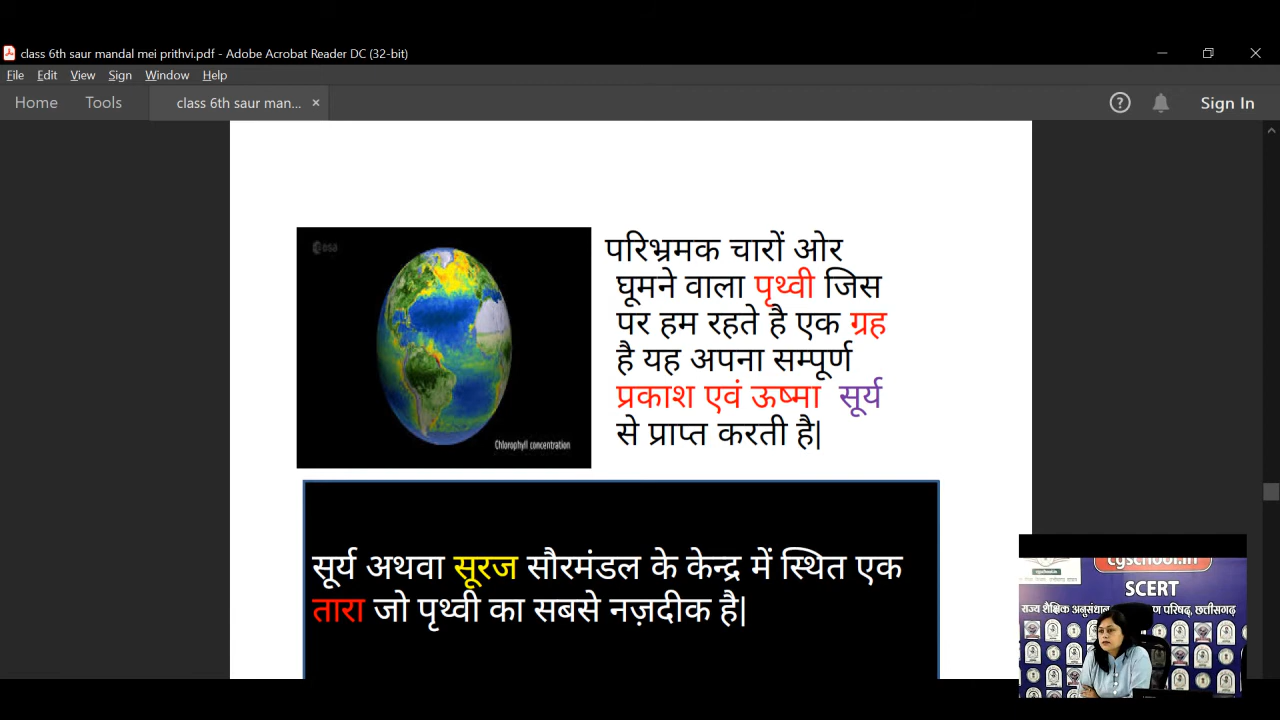 class 6th saur mandal mei prithvi.pdf - Adobe Acrobat Reader DC (32-bit)
File Edit View Sign Window Help
Home Tools class 6th saur man... × Sign In
esa
Chlorophyll concentration
परिभ्रमक चारों ओर
घूमने वाला पृथ्वी जिस
पर हम रहते है एक ग्रह
है यह अपना सम्पूर्ण
प्रकाश एवं ऊष्मा सूर्य
से प्राप्त करती है|
सूर्य अथवा सूरज सौरमंडल के केन्द्र में स्थित एक
तारा जो पृथ्वी का सबसे नज़दीक है|
cgschool.in
SCERT
राज्य शैक्षिक अनुसंधान परिषद, छत्तीसगढ़